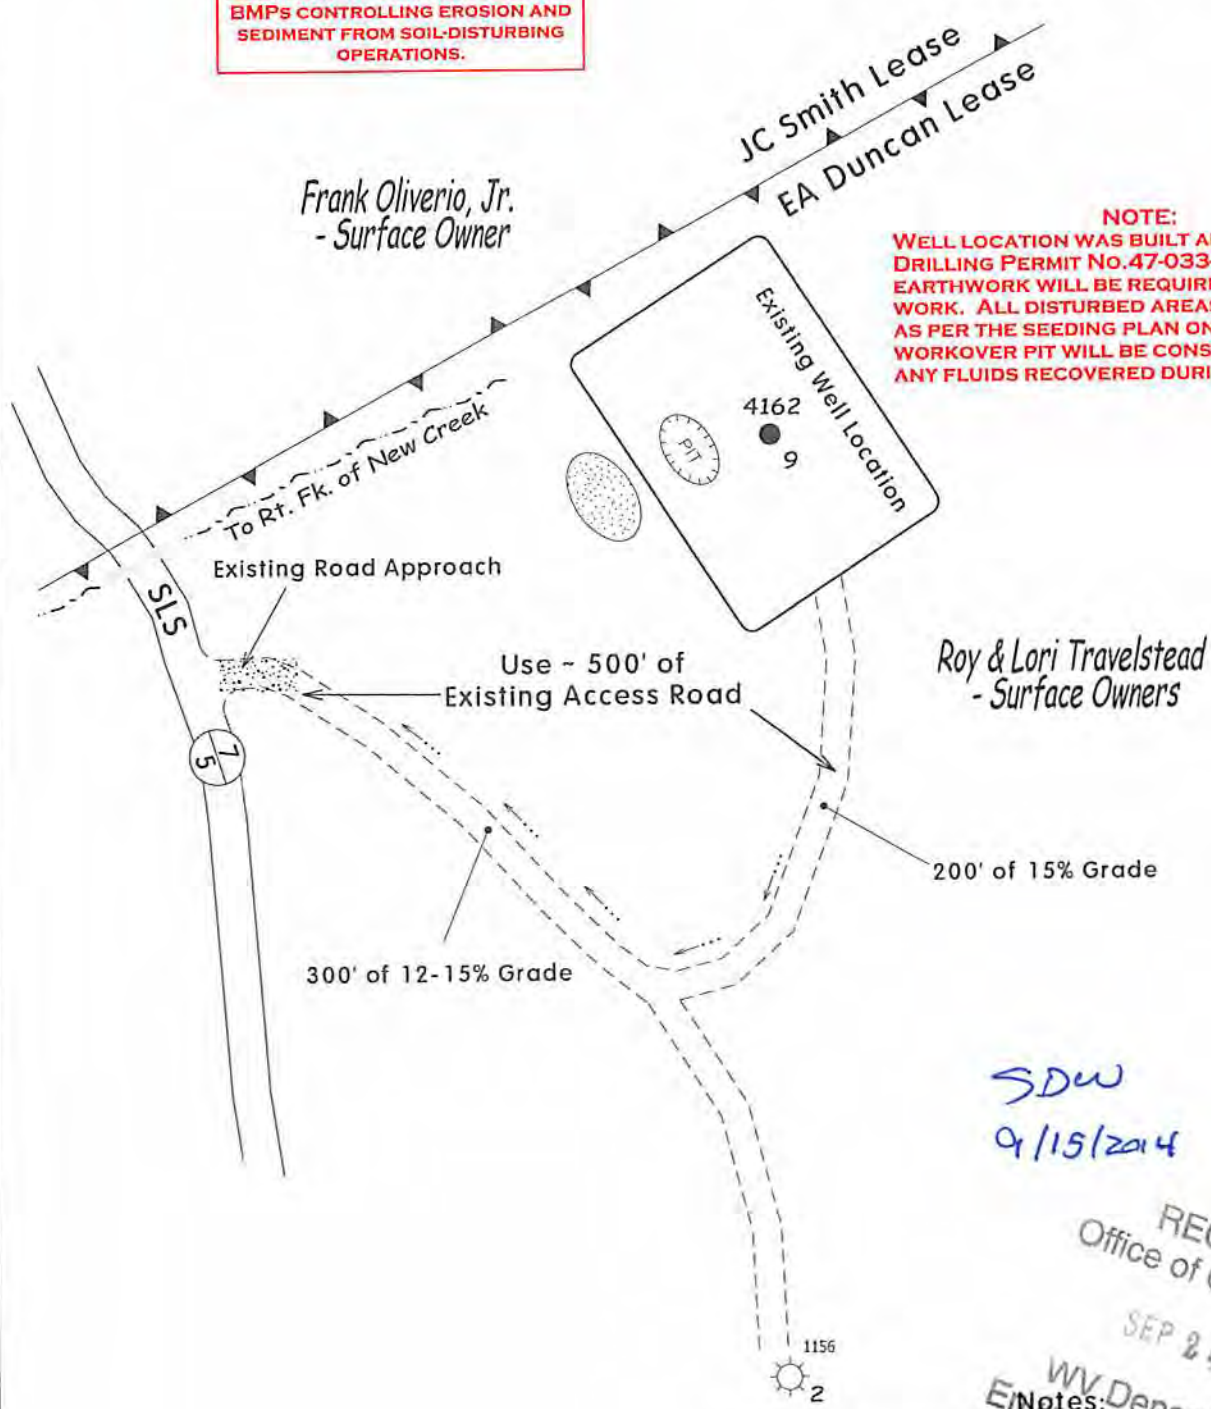 BMPs CONTROLLING EROSION AND
SEDIMENT FROM SOIL-DISTURBING
OPERATIONS.
JC Smith Lease
EA Duncan Lease
Frank Oliverio, Jr.
- Surface Owner
NOTE:
WELL LOCATION WAS BUILT
DRILLING PERMIT NO.47-033-
EARTHWORK WILL BE
WORK. ALL DISTURBED
AS PER THE SEEDING PLAN ON
WORKOVER PIT WILL BE
ANY FLUIDS RECOVERED
Existing Well Location
4162
9
PIT
To Rt. Fk. of New Creek
Existing Road Approach
SLS
Use ~ 500' of
Existing Access Road
Roy & Lori Travelstead
- Surface Owners
7
5
200' of 15% Grade
300' of 12-15% Grade
SDW
9/15/2014
Office of
SEP 2
WV
Notes:
1156
2